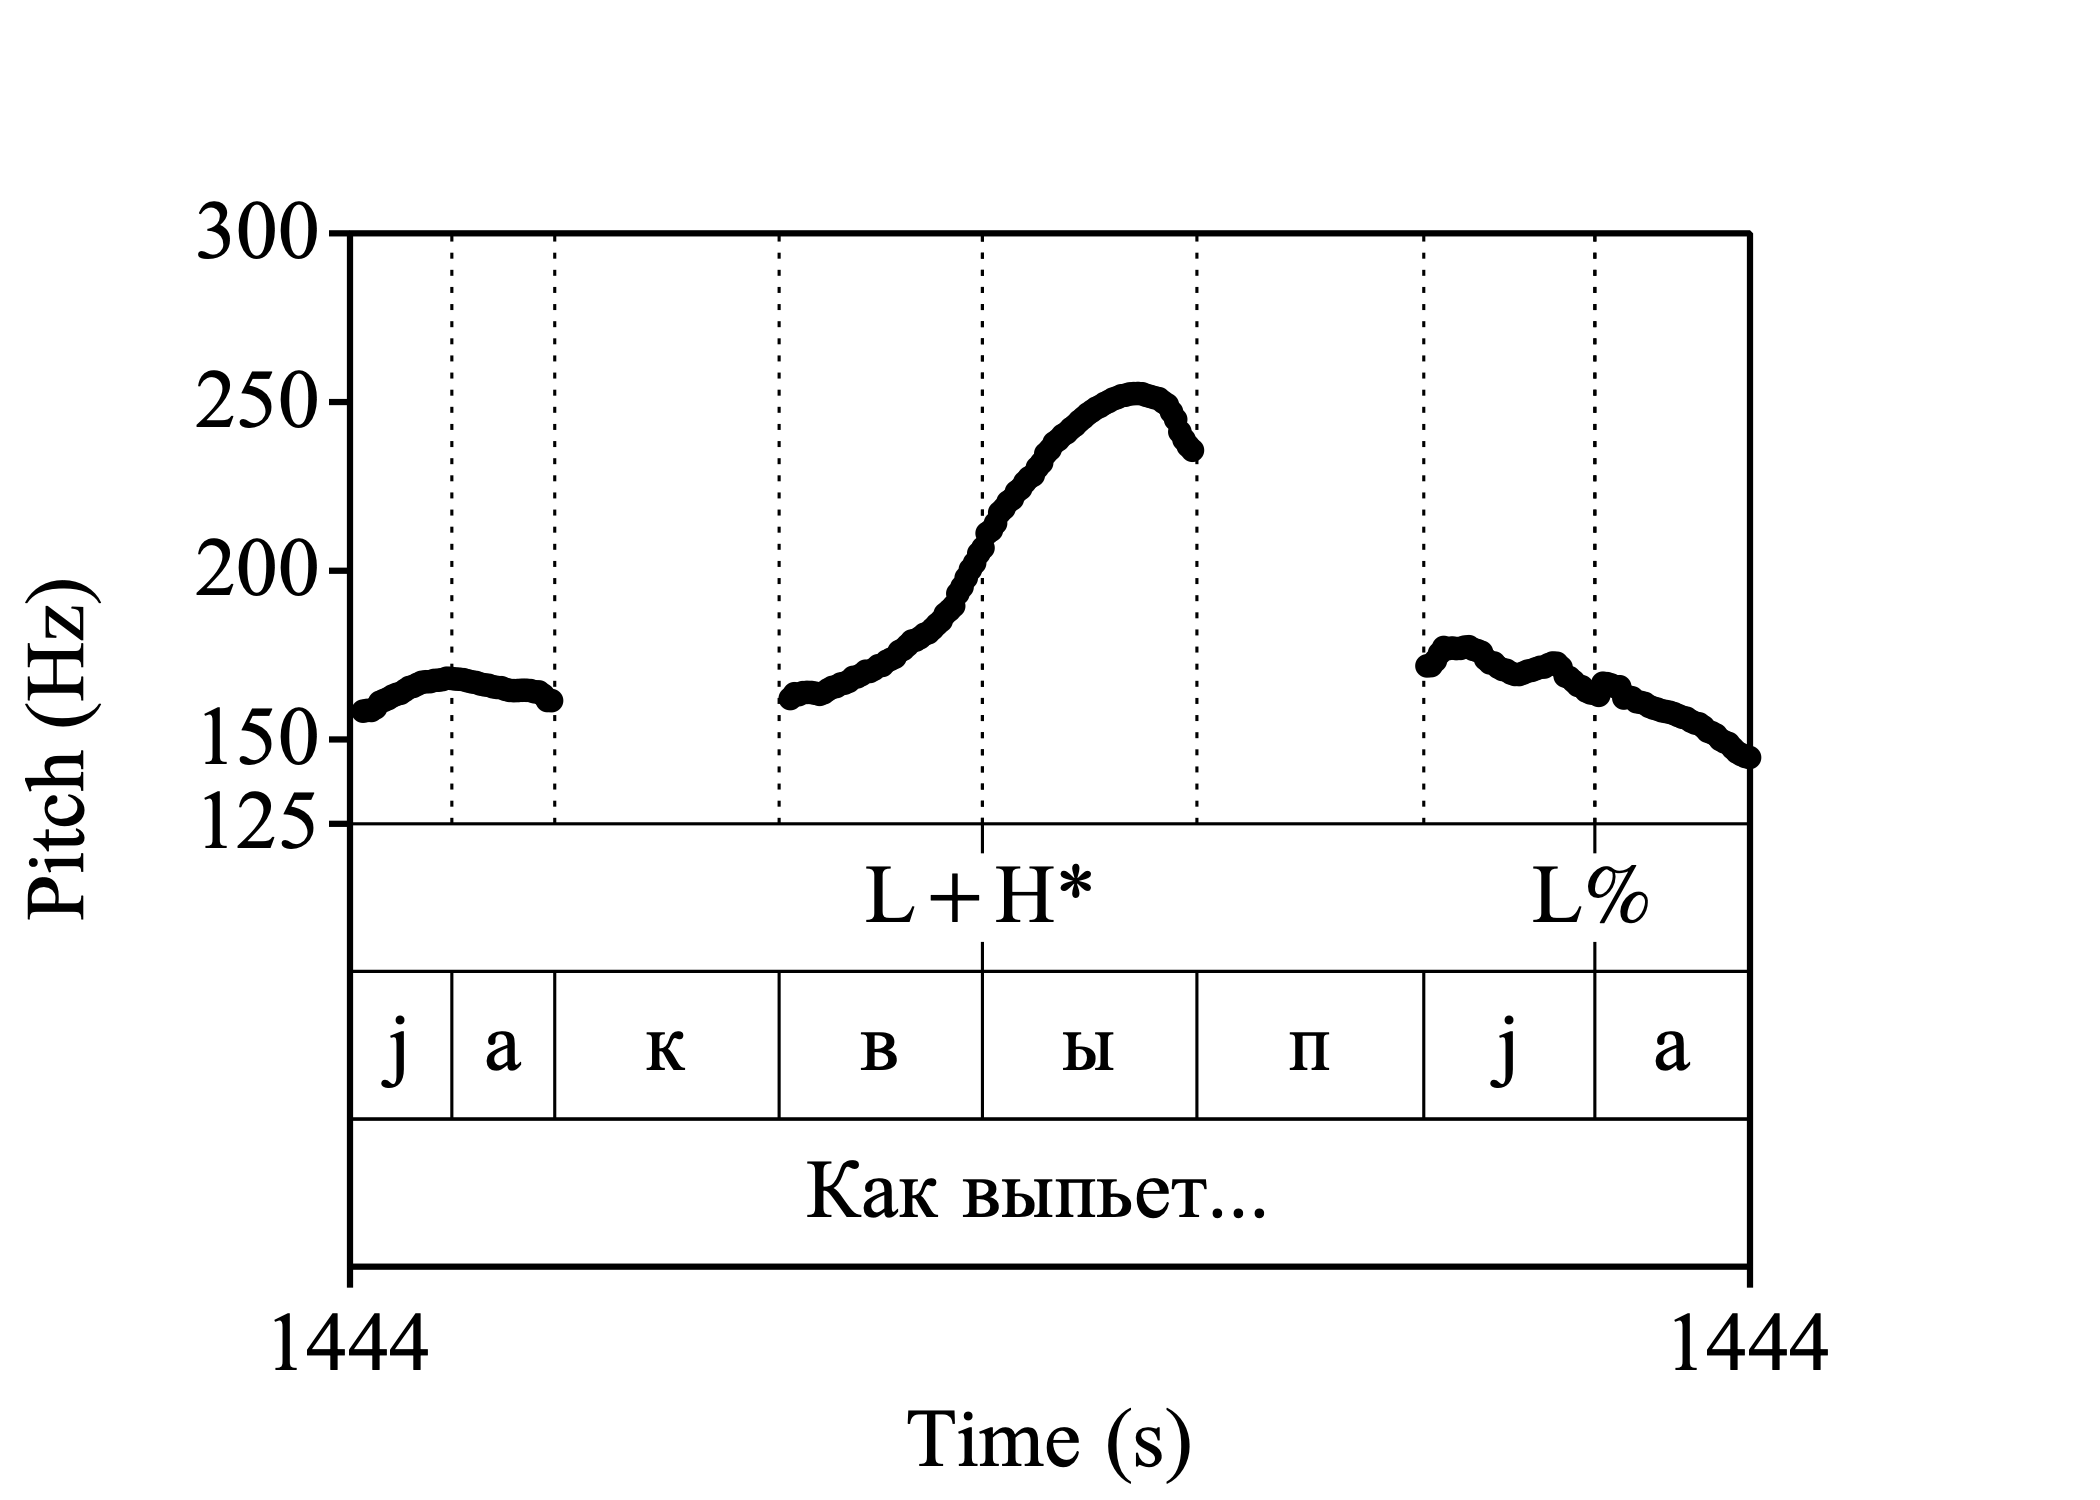 300
250
200
150
125
Pitch (Hz)
L+H* L%
j а к в ы п j а
Как выпьет...
1444 1444
Time (s)